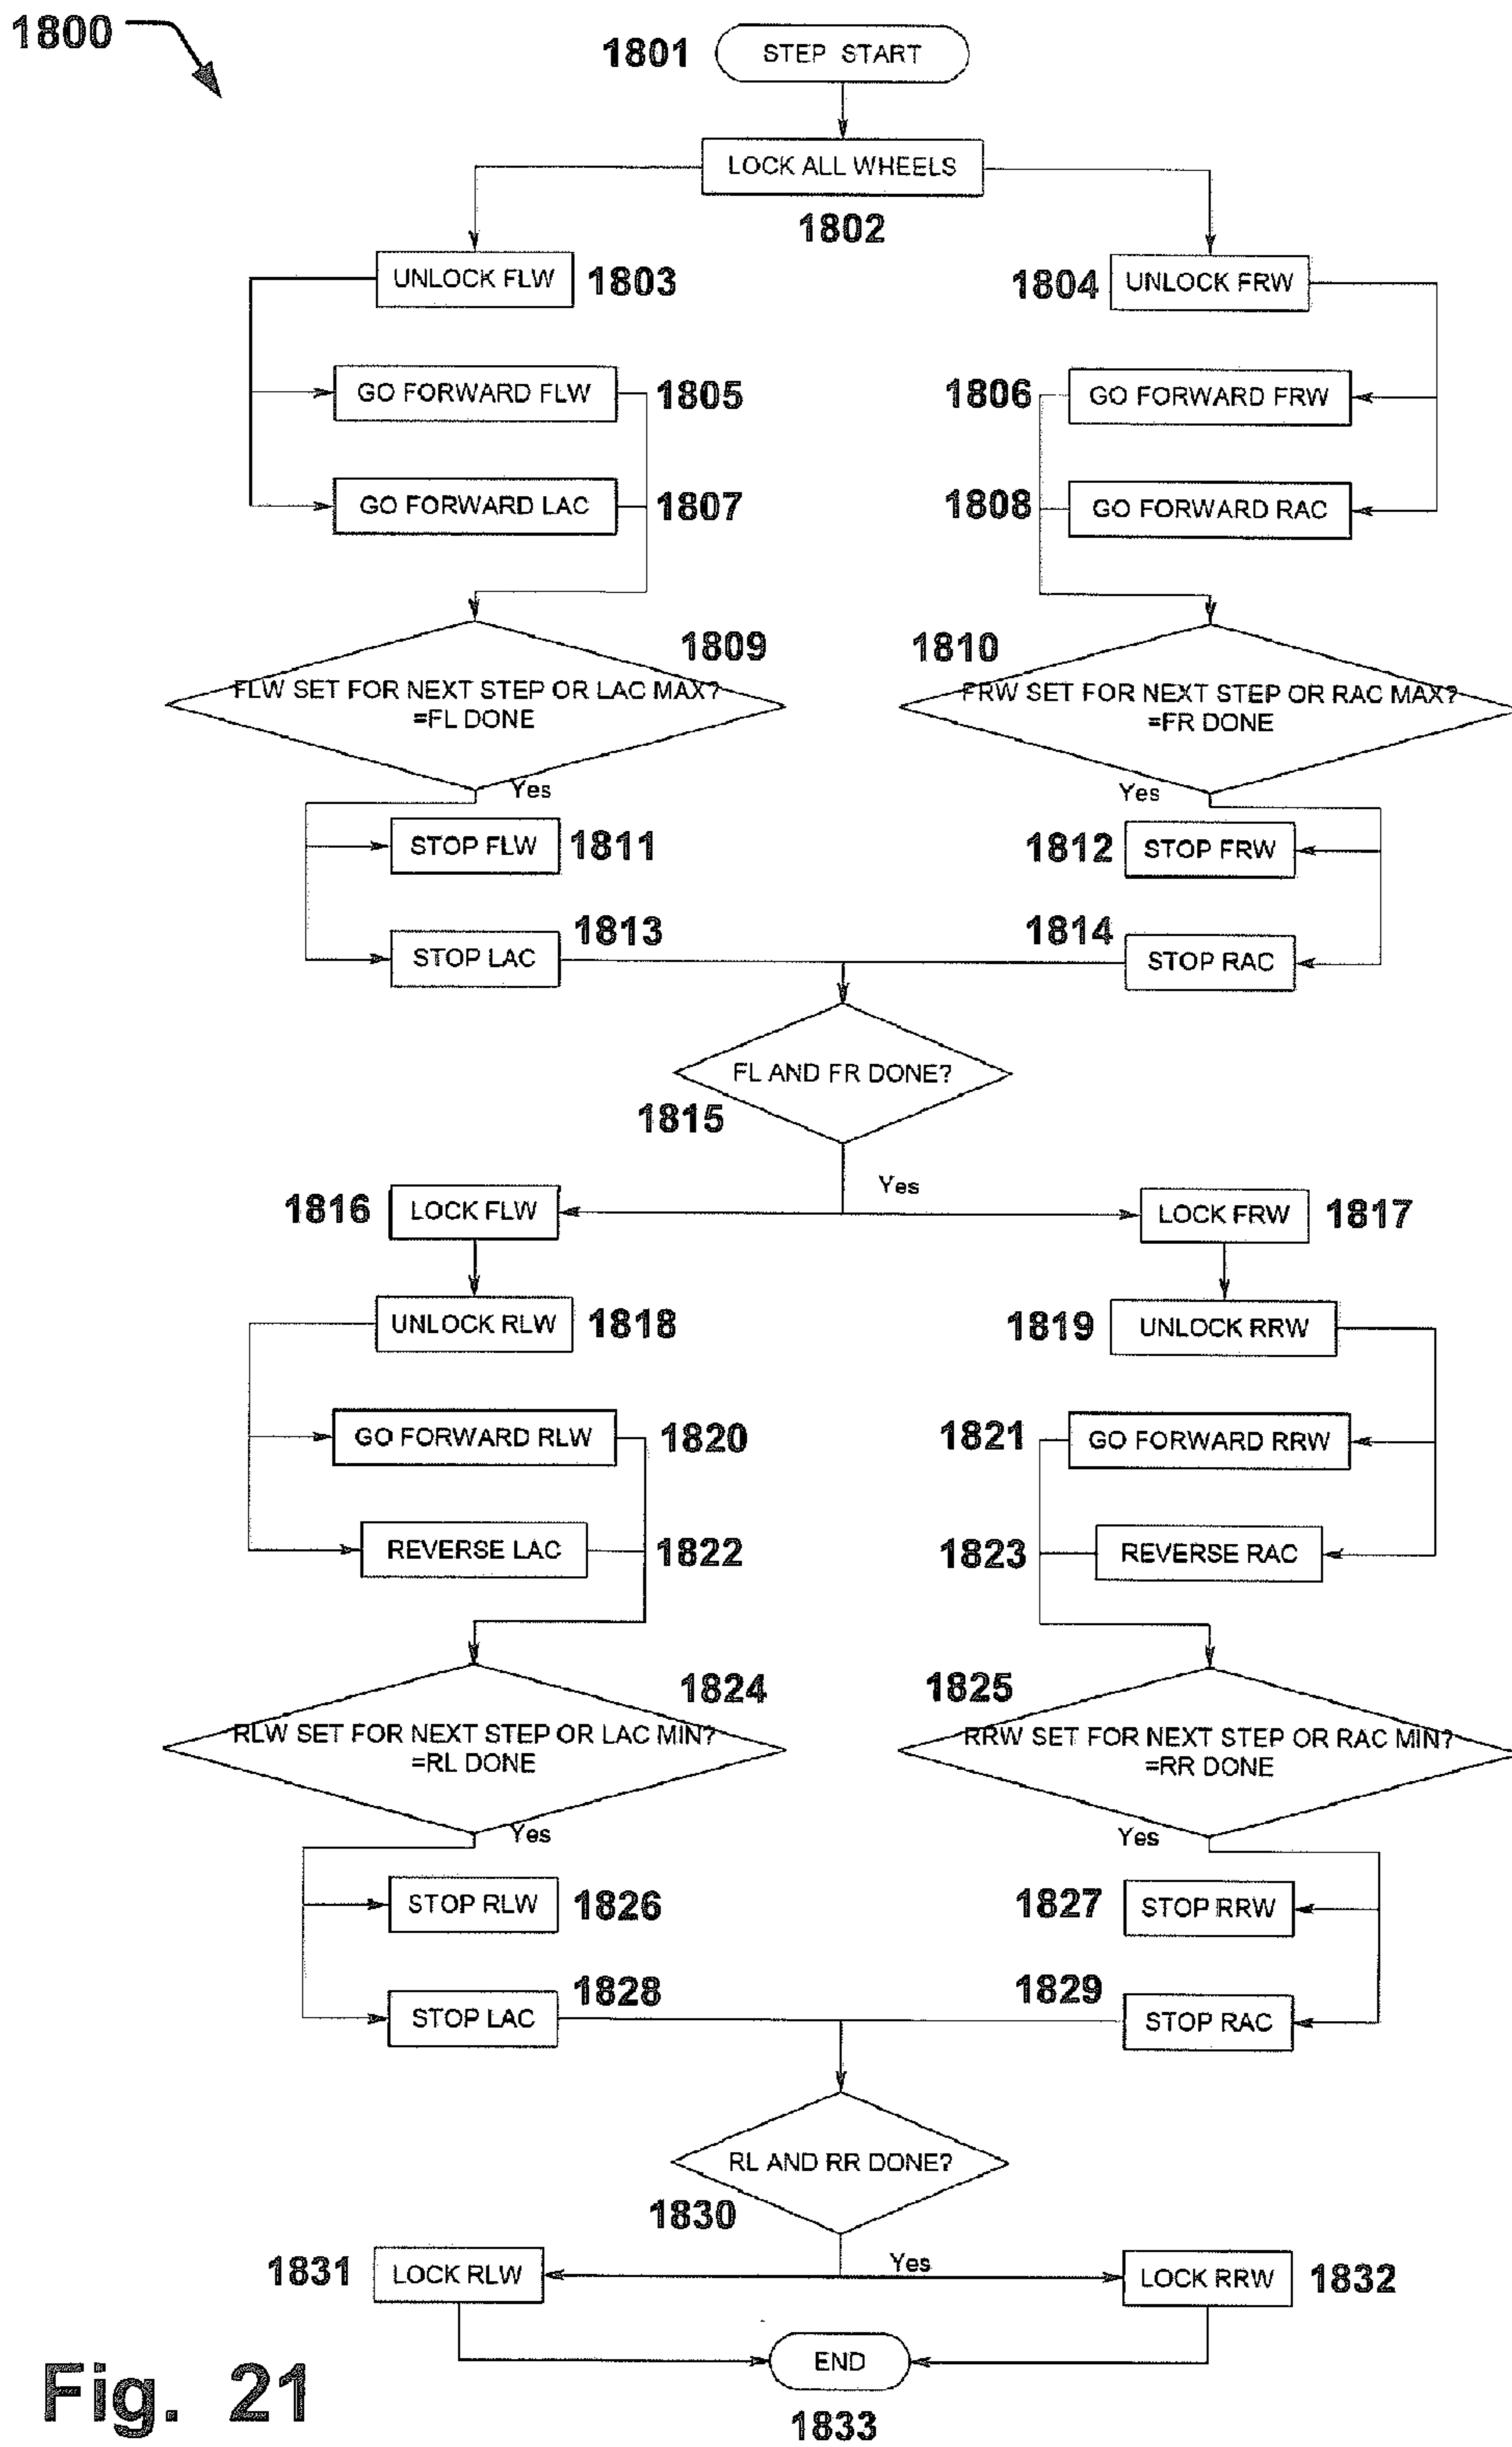 1800
1801 STEP START
LOCK ALL WHEELS
1802
UNLOCK FLW 1803
1804 UNLOCK FRW
GO FORWARD FLW 1805
1806 GO FORWARD FRW
GO FORWARD LAC 1807
1808 GO FORWARD RAC
1809
FLW SET FOR NEXT STEP OR LAC MAX?
=FL DONE
Yes
1810
FRW SET FOR NEXT STEP OR RAC MAX?
=FR DONE
Yes
STOP FLW 1811
1812 STOP FRW
STOP LAC 1813
1814 STOP RAC
FL AND FR DONE?
1815
Yes
1816 LOCK FLW
LOCK FRW 1817
UNLOCK RLW 1818
1819 UNLOCK RRW
GO FORWARD RLW 1820
1821 GO FORWARD RRW
REVERSE LAC 1822
1823 REVERSE RAC
1824
RLW SET FOR NEXT STEP OR LAC MIN?
=RL DONE
Yes
1825
RRW SET FOR NEXT STEP OR RAC MIN?
=RR DONE
Yes
STOP RLW 1826
1827 STOP RRW
STOP LAC 1828
1829 STOP RAC
RL AND RR DONE?
1830
Yes
1831 LOCK RLW
LOCK RRW 1832
END
1833
Fig. 21